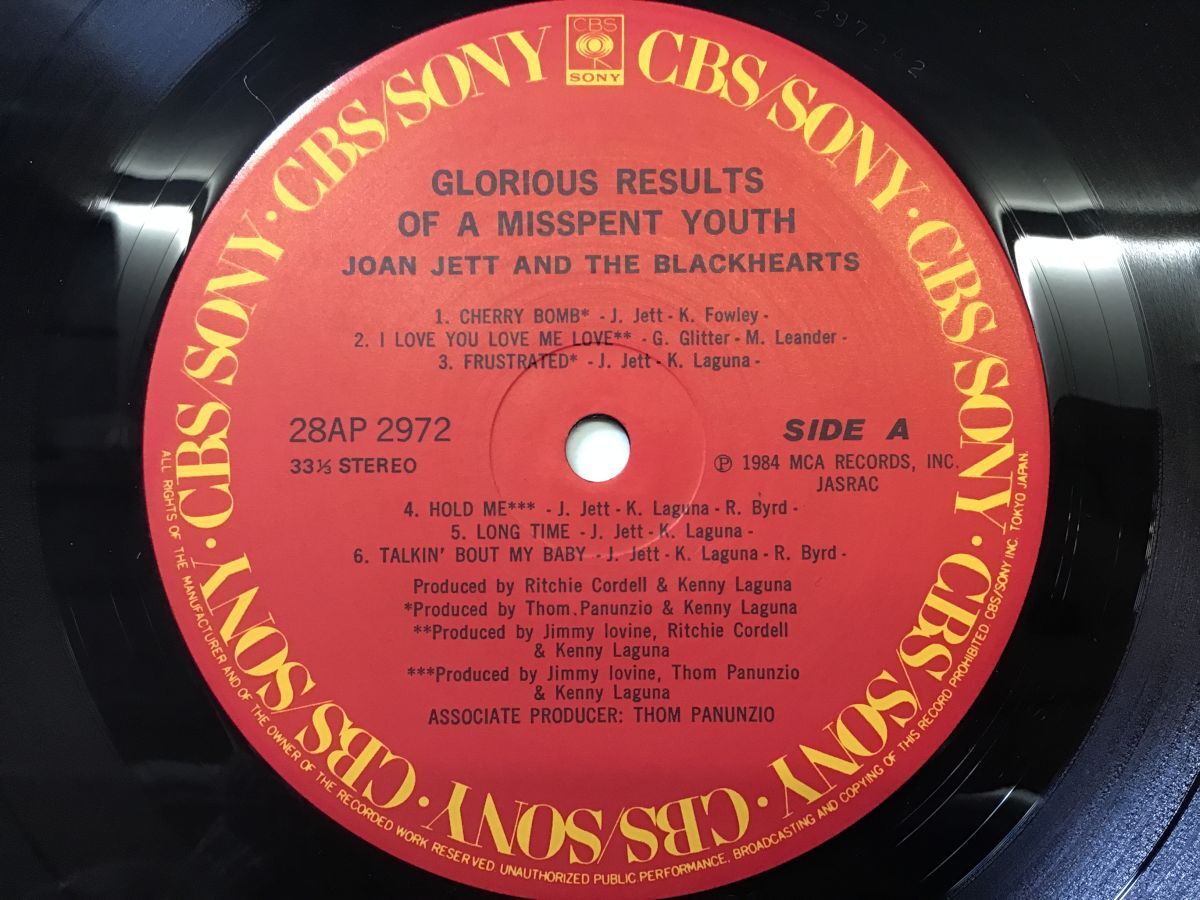 CBS
SONY
CBS/SONY · CBS/SONY · CBS/SONY · CBS/SONY · CBS/SONY · CBS/SONY · CBS/SONY · CBS/SONY · CBS/SONY · CBS/SONY
GLORIOUS RESULTS
OF A MISSPENT YOUTH
JOAN JETT AND THE BLACKHEARTS
1. CHERRY BOMB* - J. Jett - K. Fowley -
2. I LOVE YOU LOVE ME LOVE** - G. Glitter - M. Leander -
3. FRUSTRATED* - J. Jett - K. Laguna -
28AP 2972
33⅓ STEREO
SIDE A
℗ 1984 MCA RECORDS, INC.
JASRAC
4. HOLD ME*** - J. Jett - K. Laguna - R. Byrd -
5. LONG TIME - J. Jett - K. Laguna -
6. TALKIN' BOUT MY BABY - J. Jett - K. Laguna - R. Byrd -
Produced by Ritchie Cordell & Kenny Laguna
*Produced by Thom Panunzio & Kenny Laguna
**Produced by Jimmy Iovine, Ritchie Cordell
& Kenny Laguna
***Produced by Jimmy Iovine, Thom Panunzio
& Kenny Laguna
ASSOCIATE PRODUCER: THOM PANUNZIO
ALL RIGHTS OF THE MANUFACTURER AND OF THE OWNER OF THE RECORDED WORK RESERVED UNAUTHORIZED PUBLIC PERFORMANCE, BROADCASTING AND COPYING OF THIS RECORD PROHIBITED CBS/SONY INC. TOKYO JAPAN.